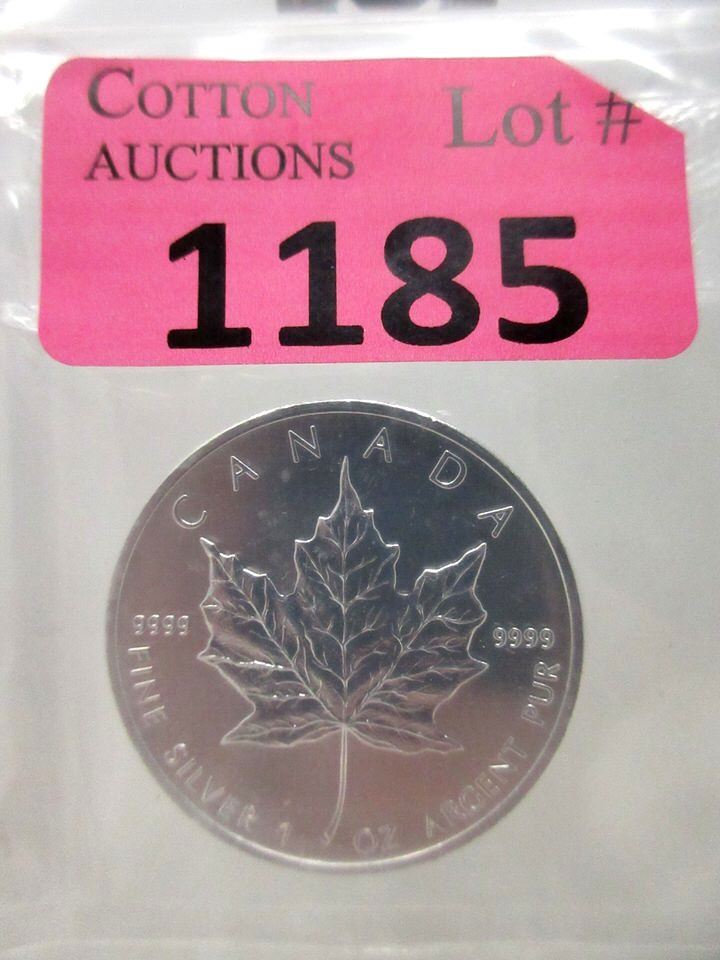 COTTON
AUCTIONS
Lot #
1185
CANADA
9999
9999
FINE SILVER 1 OZ ARGENT PUR